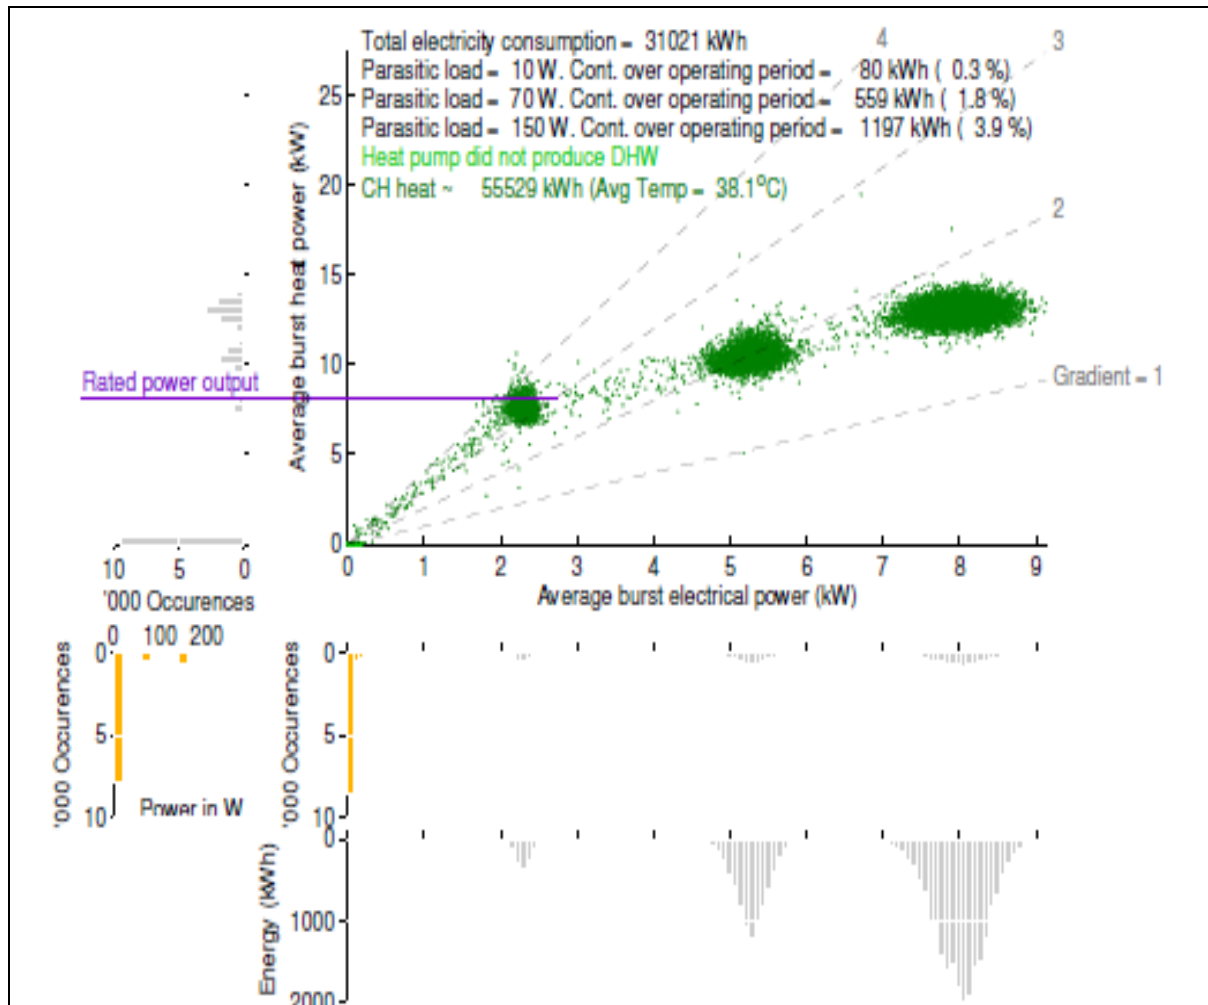 Total electricity consumption = 31021 kWh
Parasitic load = 10 W. Cont. over operating period = 80 kWh ( 0.3 %)
Parasitic load = 70 W. Cont. over operating period = 559 kWh ( 1.8 %)
Parasitic load = 150 W. Cont. over operating period = 1197 kWh ( 3.9 %)
Heat pump did not produce DHW
CH heat ~ 55529 kWh (Avg Temp = 38.1°C)
4
3
2
Gradient = 1
Rated power output
Average burst heat power (kW)
25
20
15
10
5
0
0 1 2 3 4 5 6 7 8 9
Average burst electrical power (kW)
10 5 0
'000 Occurences
0 100 200
'000 Occurences
0
5
10
Power in W
'000 Occurences
0
5
10
Energy (kWh)
0
1000
2000